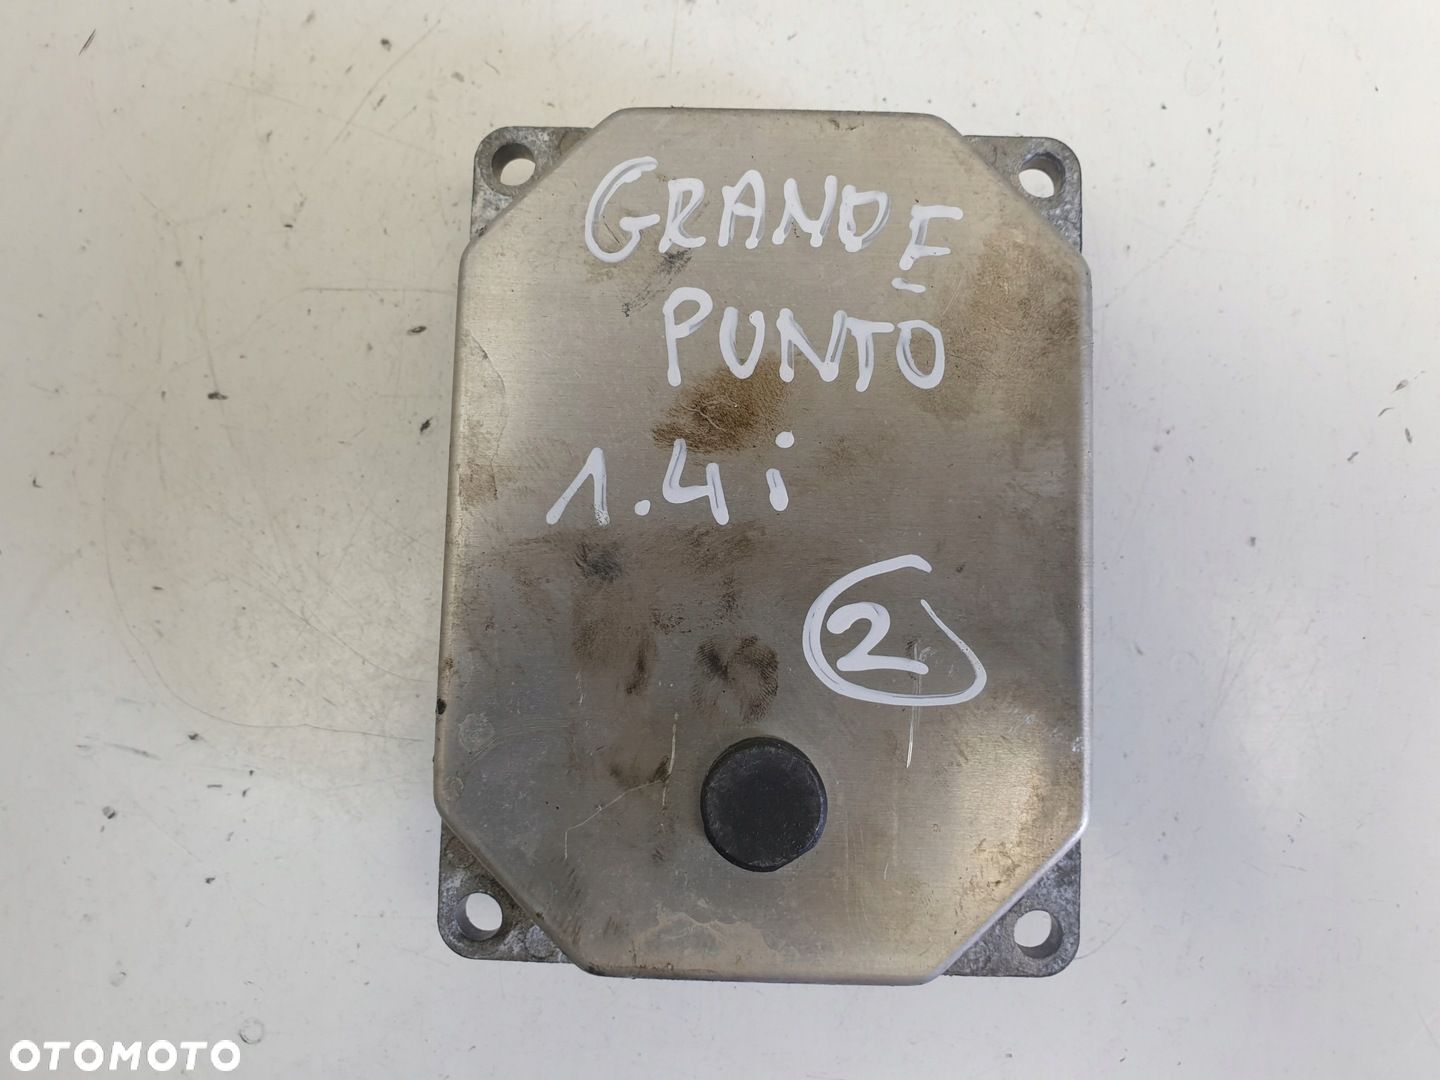 GRANDE
PUNTO
1.4i
2
OTOMOTO